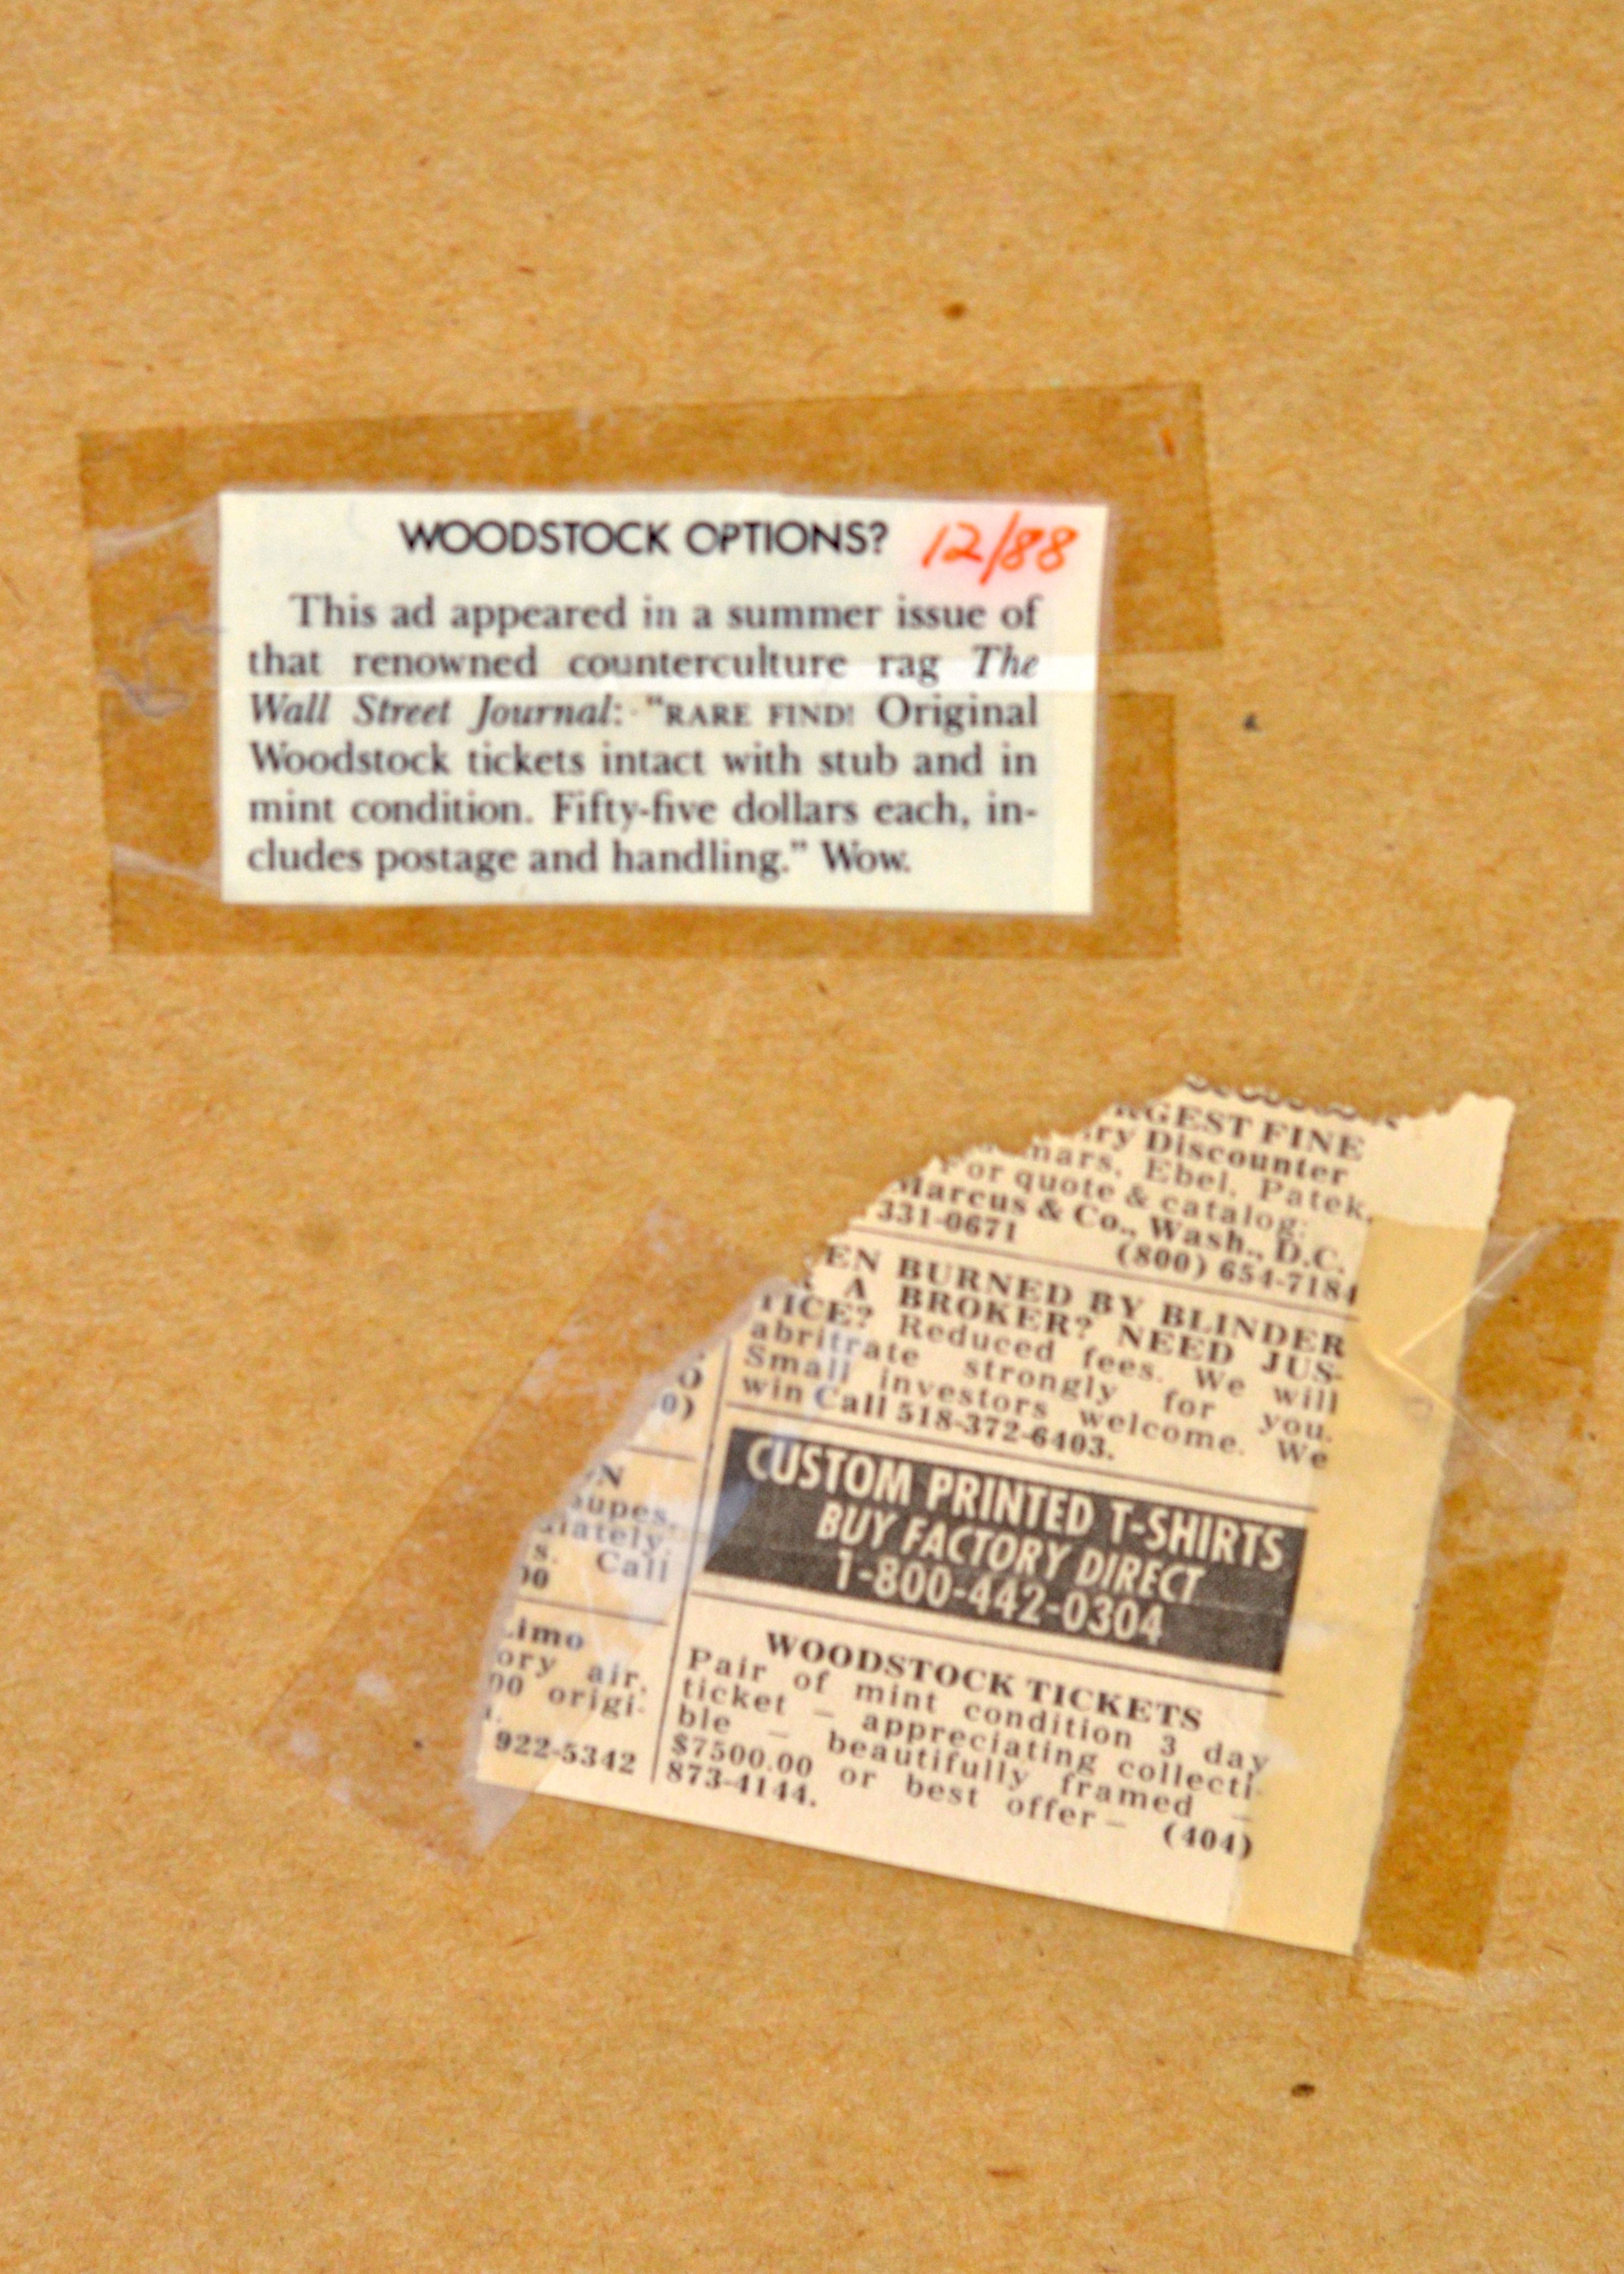 WOODSTOCK OPTIONS? 12/88
This ad appeared in a summer issue of
that renowned counterculture rag The
Wall Street Journal: "RARE FIND! Original
Woodstock tickets intact with stub and in
mint condition. Fifty-five dollars each, in-
cludes postage and handling." Wow.
RGEST FINE
ry Discounter
mars, Ebel, Patek,
For quote & catalog:
Marcus & Co., Wash., D.C.
331-0671 (800) 654-7184
EN BURNED BY BLINDER
R A BROKER? NEED JUS-
TICE? Reduced fees. We will
abritrate strongly for you.
Small investors welcome. We
win Call 518-372-6403.
CUSTOM PRINTED T-SHIRTS
BUY FACTORY DIRECT
1-800-442-0304
WOODSTOCK TICKETS
Pair of mint condition 3 day
ticket – appreciating collecti-
ble – beautifully framed –
$7500.00 or best offer – (404)
873-4144.
O
0)
N
aupes,
iately.
s. Call
00
Limo
ory air.
00 origi-
922-5342